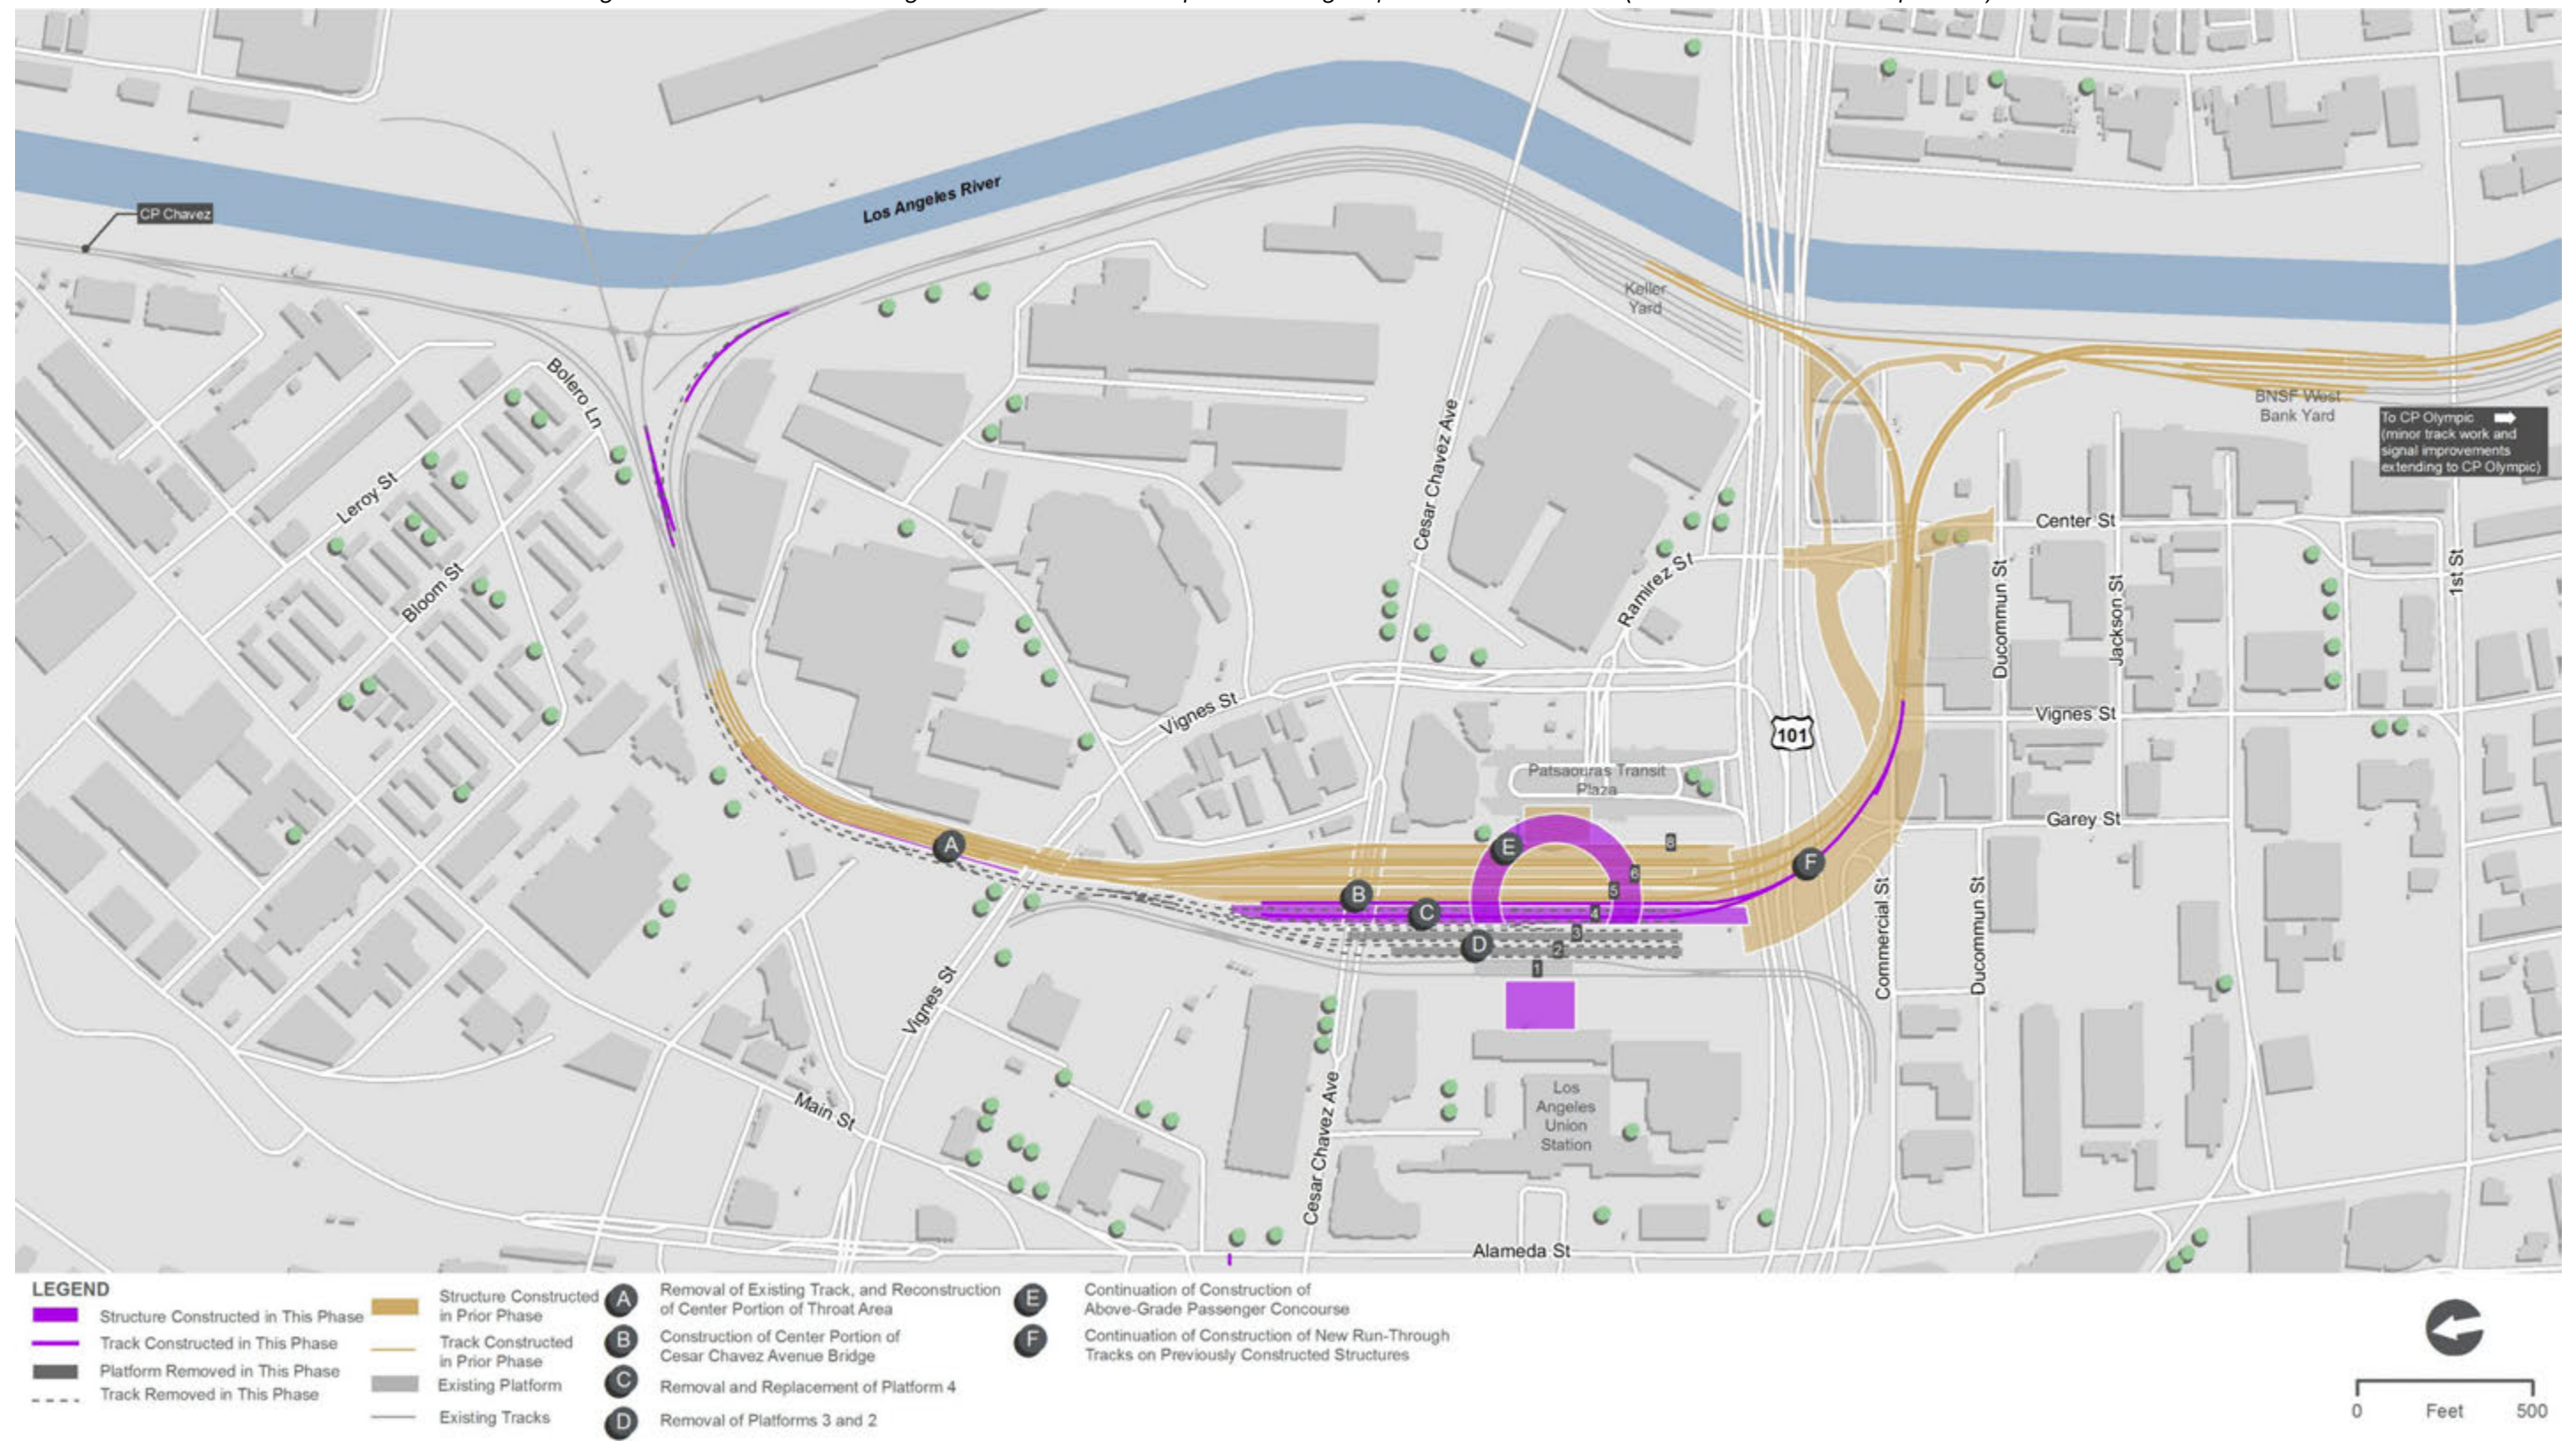 CP Chavez
Los Angeles River
Keller
Yard
BNSF West
Bank Yard
To CP Olympic
(minor track work and
signal improvements
extending to CP Olympic)
Bolero Ln
Leroy St
Bloom St
Cesar Chavez Ave
Ramirez St
Center St
Ducommun St
Jackson St
1st St
Vignes St
Vignes St
101
Patsaouras Transit
Plaza
Garey St
A
B
C
D
E
F
8
6
5
4
3
2
1
Commercial St
Ducommun St
Vignes St
Main St
Cesar Chavez Ave
Los
Angeles
Union
Station
Alameda St
LEGEND
Structure Constructed in This Phase
Track Constructed in This Phase
Platform Removed in This Phase
Track Removed in This Phase
Structure Constructed
in Prior Phase
Track Constructed
in Prior Phase
Existing Platform
Existing Tracks
A Removal of Existing Track, and Reconstruction
of Center Portion of Throat Area
B Construction of Center Portion of
Cesar Chavez Avenue Bridge
C Removal and Replacement of Platform 4
D Removal of Platforms 3 and 2
E Continuation of Construction of
Above-Grade Passenger Concourse
F Continuation of Construction of New Run-Through
Tracks on Previously Constructed Structures
0 Feet 500